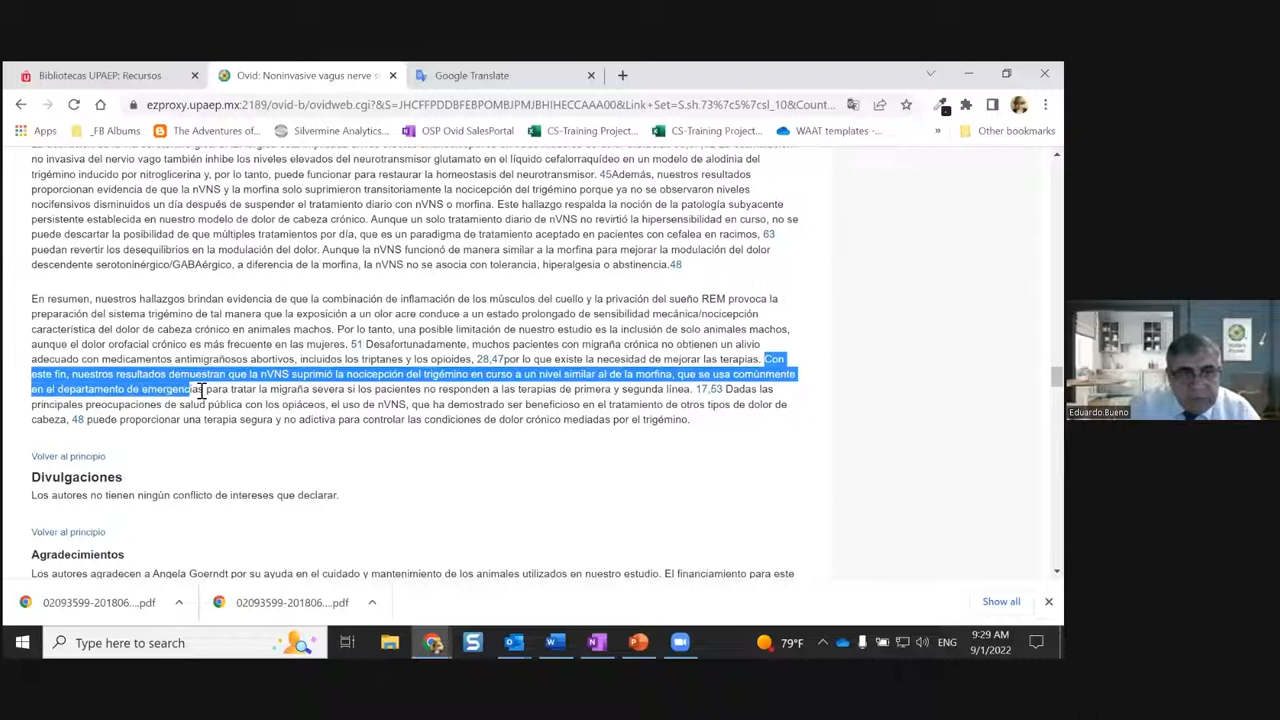 Bibliotecas UPAEP: Recursos
Ovid: Noninvasive vagus nerve s
Google Translate
ezproxy.upaep.mx:2189/ovid-b/ovidweb.cgi?&S=JHCFFPDDBFEBPOMBJPMJBHIHECCAAA00&Link+Set=S.sh.73%7c5%7csl_10&Count...
Apps
_FB Albums
The Adventures of...
Silvermine Analytic...
OSP Ovid SalesPortal
CS-Training Project...
CS-Training Project...
WAAT templates -...
»
Other bookmarks
no invasiva del nervio vago también inhibe los niveles elevados del neurotransmisor glutamato en el líquido cefalorraquídeo en un modelo de alodinia del
trigémino inducido por nitroglicerina y, por lo tanto, puede funcionar para restaurar la homeostasis del neurotransmisor. 45Además, nuestros resultados
proporcionan evidencia de que la nVNS y la morfina solo suprimieron transitoriamente la nocicepción del trigémino porque ya no se observaron niveles
nocifensivos disminuidos un día después de suspender el tratamiento diario con nVNS o morfina. Este hallazgo respalda la noción de la patología subyacente
persistente establecida en nuestro modelo de dolor de cabeza crónico. Aunque un solo tratamiento diario de nVNS no revirtió la hipersensibilidad en curso, no se
puede descartar la posibilidad de que múltiples tratamientos por día, que es un paradigma de tratamiento aceptado en pacientes con cefalea en racimos, 63
puedan revertir los desequilibrios en la modulación del dolor. Aunque la nVNS funcionó de manera similar a la morfina para mejorar la modulación del dolor
descendente serotoninérgico/GABAérgico, a diferencia de la morfina, la nVNS no se asocia con tolerancia, hiperalgesia o abstinencia.48
En resumen, nuestros hallazgos brindan evidencia de que la combinación de inflamación de los músculos del cuello y la privación del sueño REM provoca la
preparación del sistema trigémino de tal manera que la exposición a un olor acre conduce a un estado prolongado de sensibilidad mecánica/nocicepción
característica del dolor de cabeza crónico en animales machos. Por lo tanto, una posible limitación de nuestro estudio es la inclusión de solo animales machos,
aunque el dolor orofacial crónico es más frecuente en las mujeres. 51 Desafortunadamente, muchos pacientes con migraña crónica no obtienen un alivio
adecuado con medicamentos antimigrañosos abortivos, incluidos los triptanes y los opioides, 28,47por lo que existe la necesidad de mejorar las terapias. Con
este fin, nuestros resultados demuestran que la nVNS suprimió la nocicepción del trigémino en curso a un nivel similar al de la morfina, que se usa comúnmente
en el departamento de emergencias para tratar la migraña severa si los pacientes no responden a las terapias de primera y segunda línea. 17,53 Dadas las
principales preocupaciones de salud pública con los opiáceos, el uso de nVNS, que ha demostrado ser beneficioso en el tratamiento de otros tipos de dolor de
cabeza, 48 puede proporcionar una terapia segura y no adictiva para controlar las condiciones de dolor crónico mediadas por el trigémino.
Volver al principio
Divulgaciones
Los autores no tienen ningún conflicto de intereses que declarar.
Volver al principio
Agradecimientos
Los autores agradecen a Angela Goerndt por su ayuda en el cuidado y mantenimiento de los animales utilizados en nuestro estudio. El financiamiento para este
Eduardo.Bueno
02093599-201806....pdf
02093599-201806....pdf
Show all
Type here to search
79°F
ENG
9:29 AM
9/1/2022